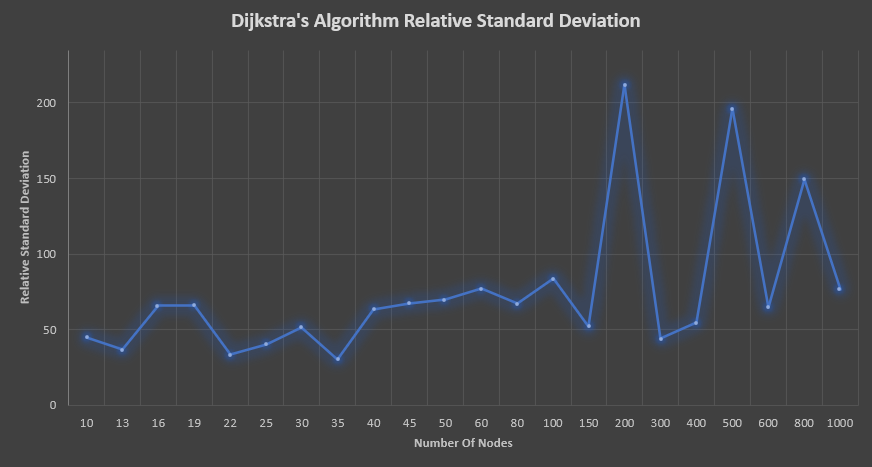 Dijkstra's Algorithm Relative Standard Deviation
Relative Standard Deviation
200
150
100
50
0
10 13 16 19 22 25 30 35 40 45 50 60 80 100 150 200 300 400 500 600 800 1000
Number Of Nodes